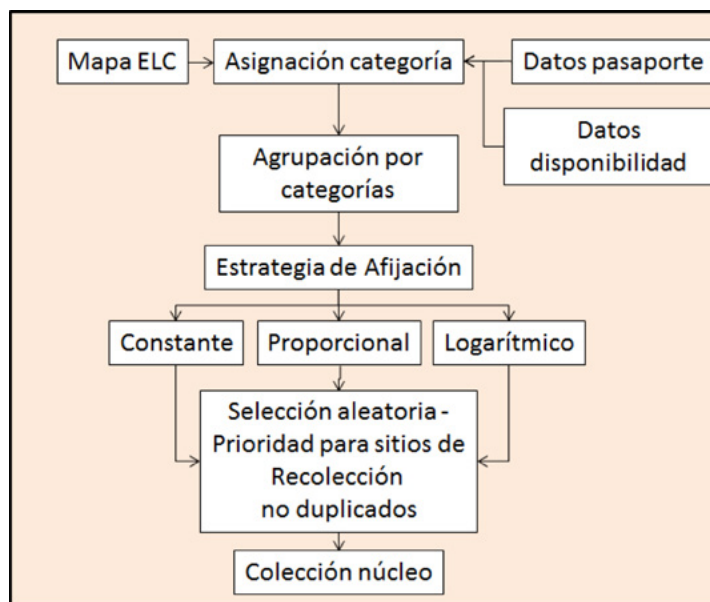 Mapa ELC
Asignación categoría
Datos pasaporte
Datos
disponibilidad
Agrupación por
categorías
Estrategia de Afijación
Constante
Proporcional
Logarítmico
Selección aleatoria -
Prioridad para sitios de
Recolección
no duplicados
Colección núcleo